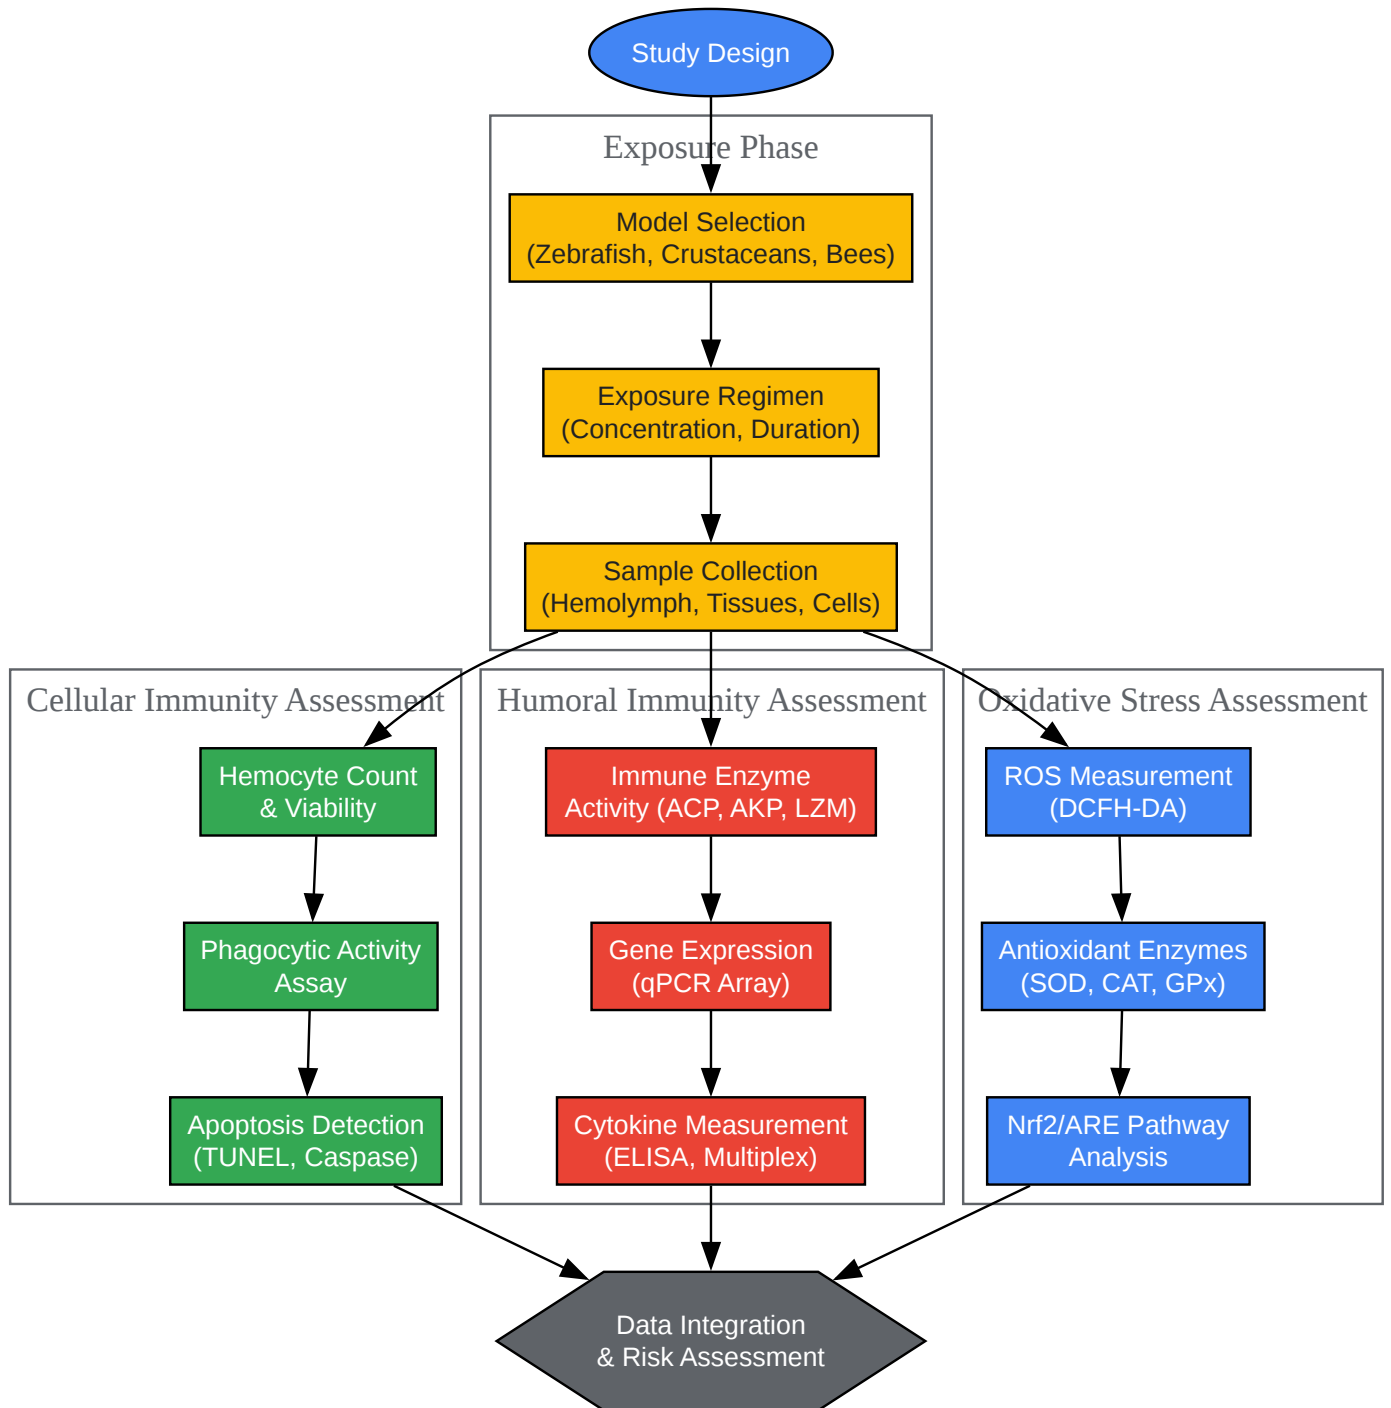 Study Design
Exposure Phase
Model Selection
(Zebrafish, Crustaceans, Bees)
Exposure Regimen
(Concentration, Duration)
Sample Collection
(Hemolymph, Tissues, Cells)
Cellular Immunity Assessment
Hemocyte Count
& Viability
Phagocytic Activity
Assay
Apoptosis Detection
(TUNEL, Caspase)
Humoral Immunity Assessment
Immune Enzyme
Activity (ACP, AKP, LZM)
Gene Expression
(qPCR Array)
Cytokine Measurement
(ELISA, Multiplex)
Oxidative Stress Assessment
ROS Measurement
(DCFH-DA)
Antioxidant Enzymes
(SOD, CAT, GPx)
Nrf2/ARE Pathway
Analysis
Data Integration
& Risk Assessment